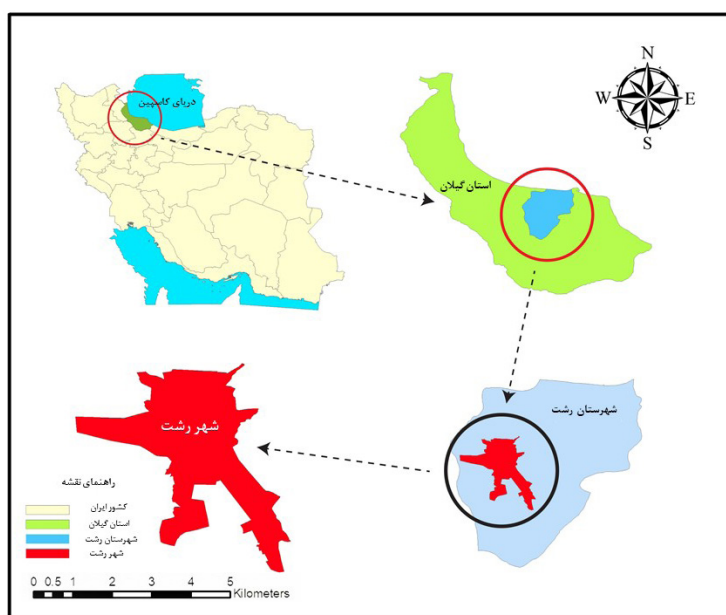 دریای کاسپین
N
W E
S
استان گیلان
شهرستان رشت
شهر رشت
راهنمای نقشه
کشور ایران
استان گیلان
شهرستان رشت
شهر رشت
0 0.5 1 2 3 4 5
Kilometers